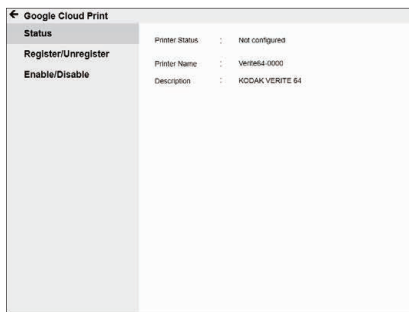 ← Google Cloud Print
Status
Register/Unregister
Enable/Disable
Printer Status : Not configured
Printer Name : Verite64-0000
Description : KODAK VERITE 64